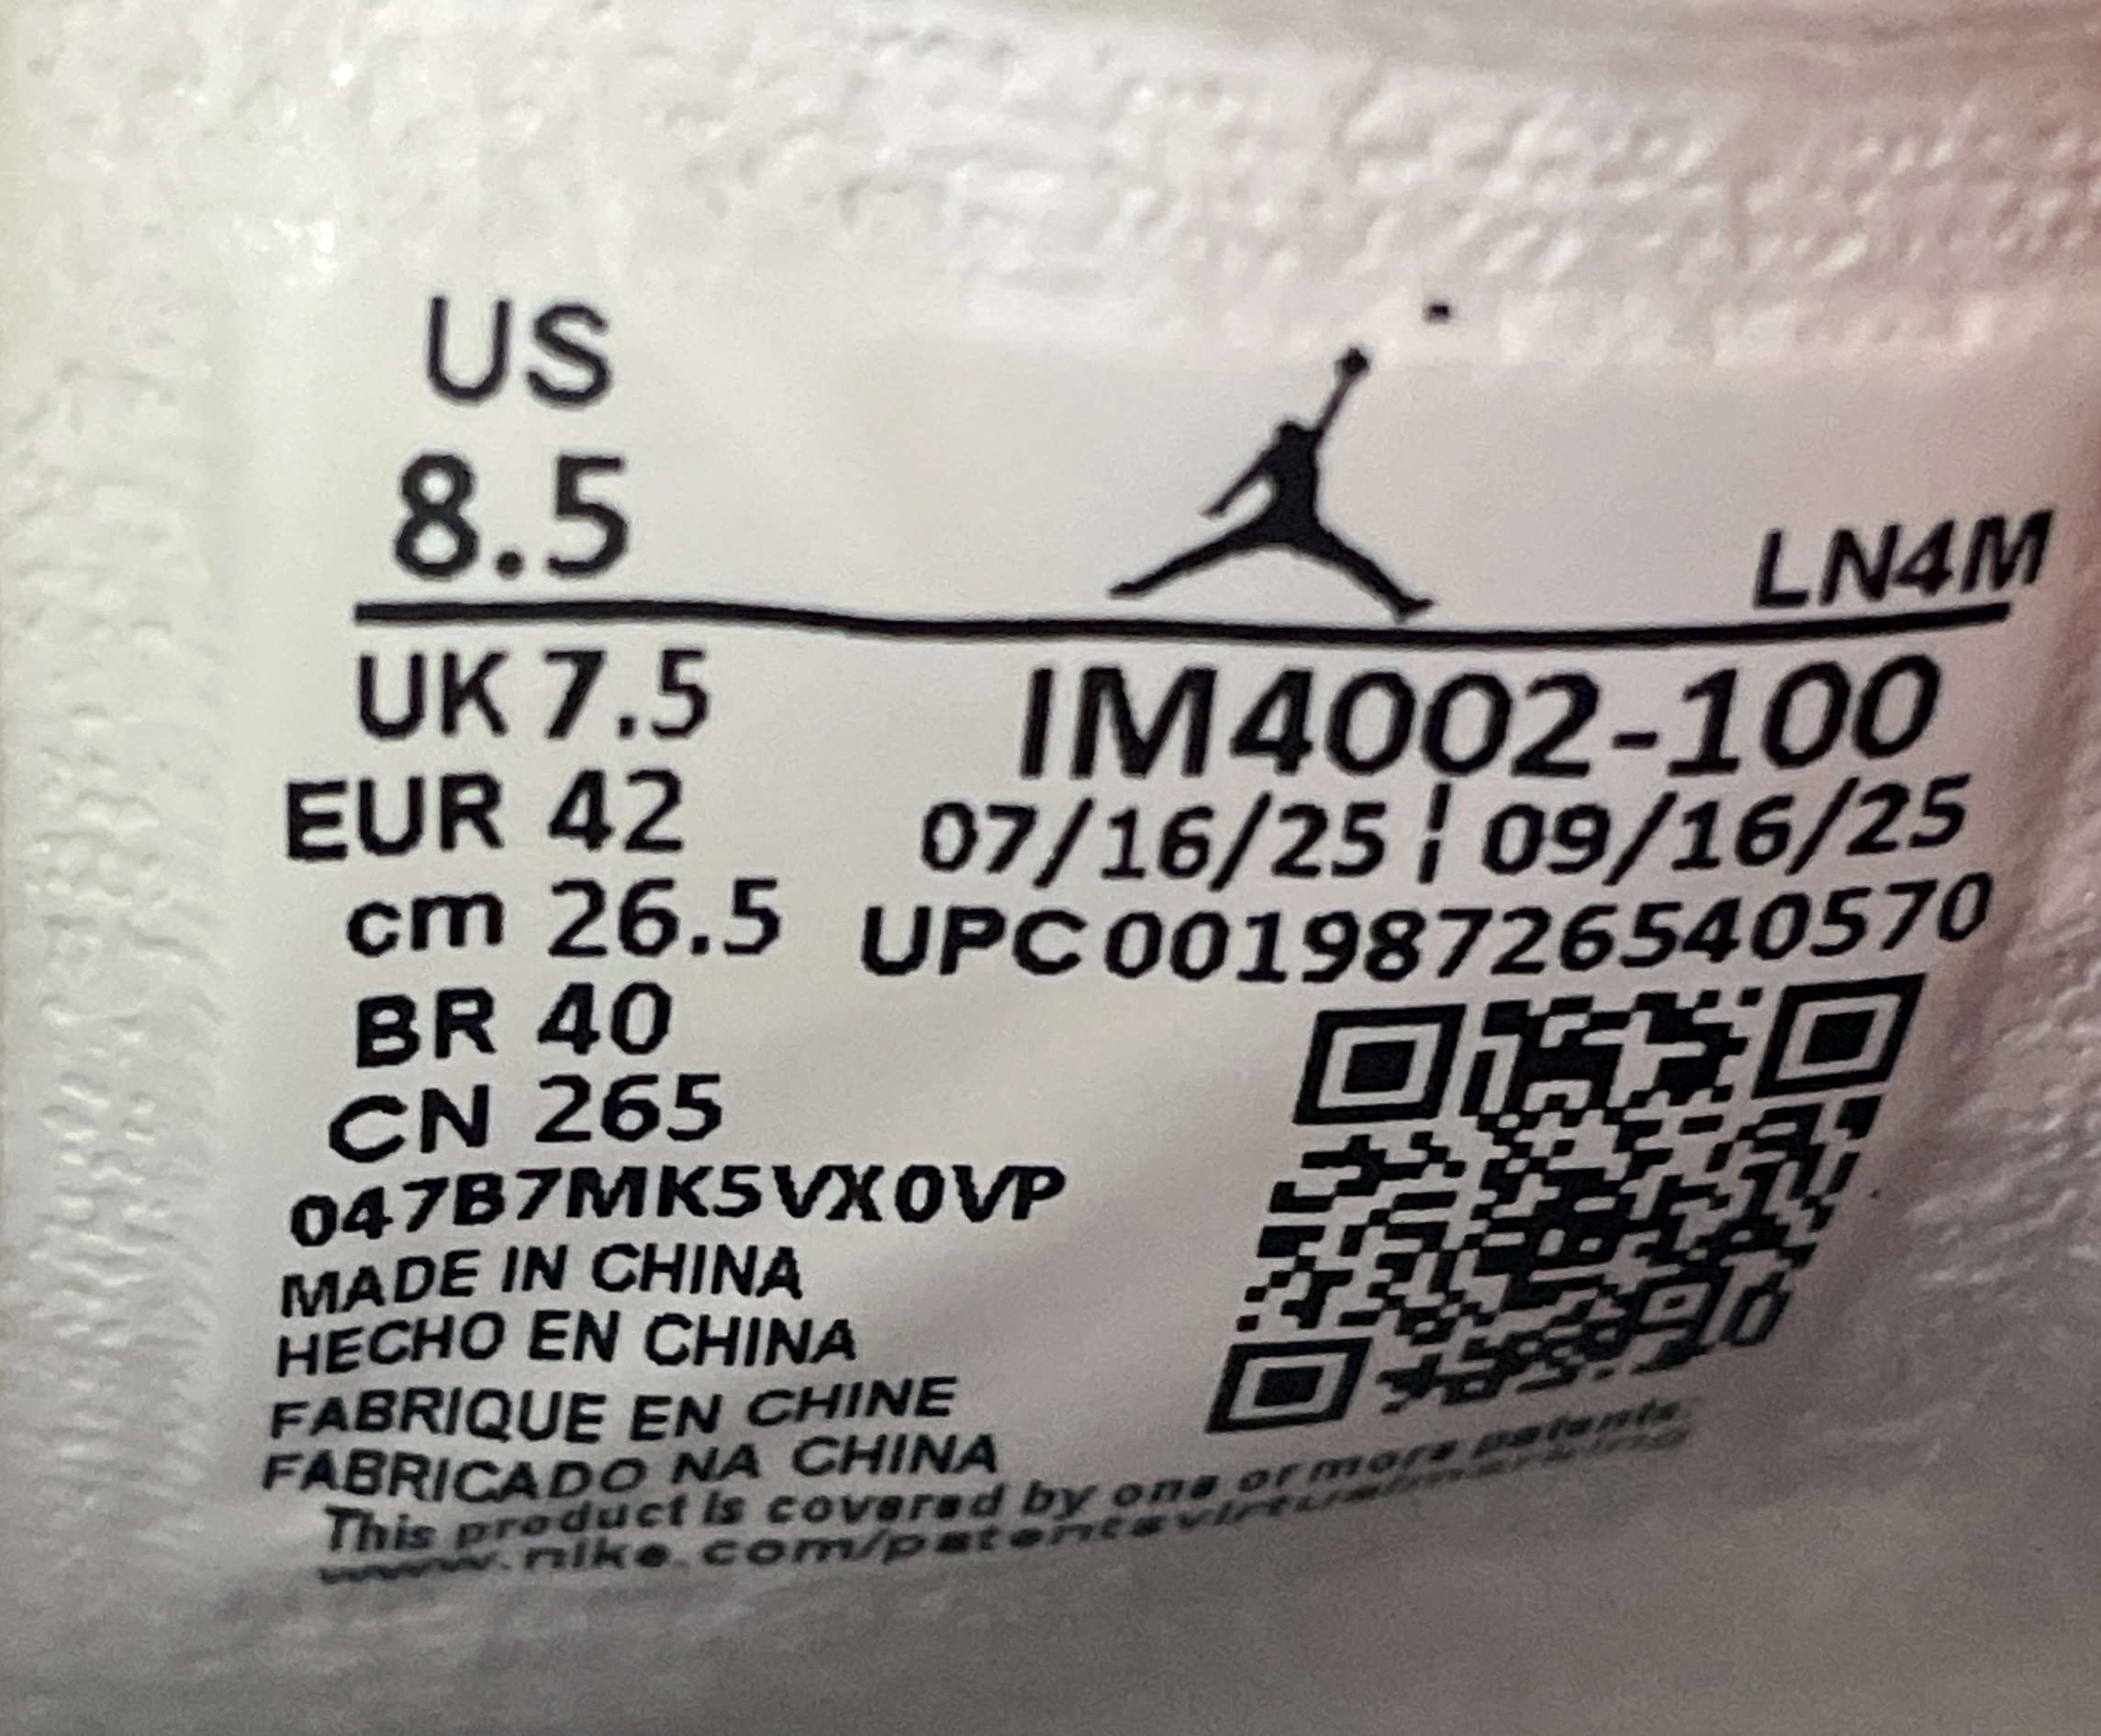 US
8.5
LN4M
UK 7.5
EUR 42
cm 26.5
BR 40
CN 265
IM4002-100
07/16/25 ¦ 09/16/25
UPC 00198726540570
047B7MK5VX0VP
MADE IN CHINA
HECHO EN CHINA
FABRIQUE EN CHINE
FABRICADO NA CHINA
This product is covered by one or more patents.
www.nike.com/patentsvirtualmarking